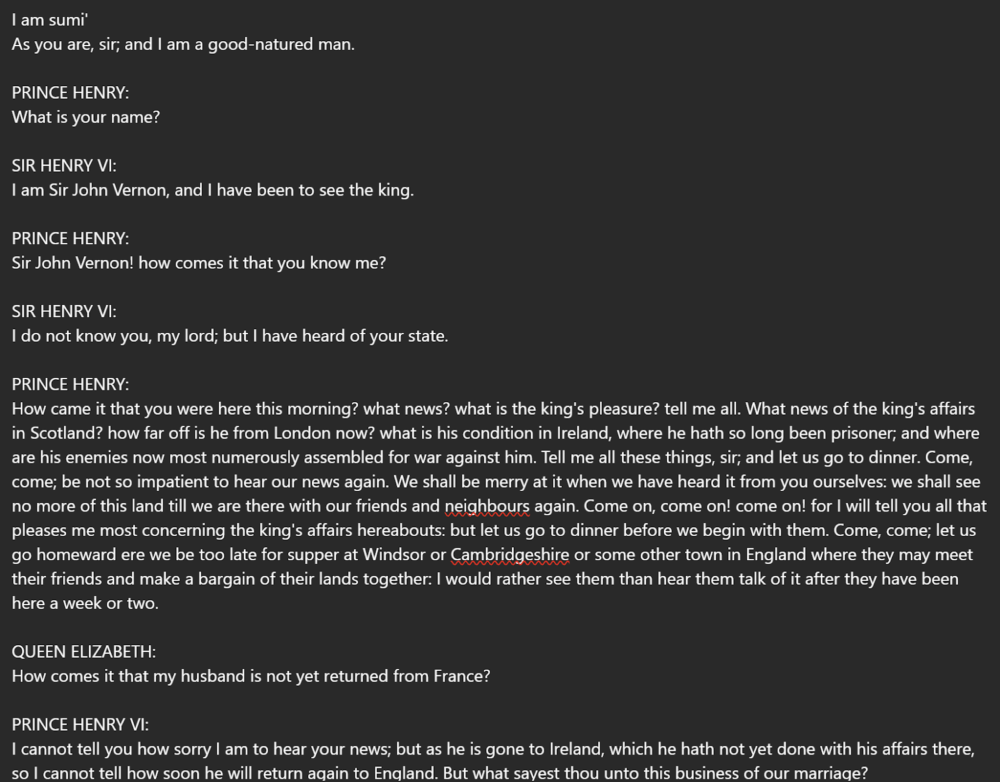 I am sumi'
As you are, sir; and I am a good-natured man.
PRINCE HENRY:
What is your name?
SIR HENRY VI:
I am Sir John Vernon, and I have been to see the king.
PRINCE HENRY:
Sir John Vernon! how comes it that you know me?
SIR HENRY VI:
I do not know you, my lord; but I have heard of your state.
PRINCE HENRY:
How came it that you were here this morning? what news? what is the king's pleasure? tell me all. What news of the king's affairs
in Scotland? how far off is he from London now? what is his condition in Ireland, where he hath so long been prisoner; and where
are his enemies now most numerously assembled for war against him. Tell me all these things, sir; and let us go to dinner. Come,
come; be not so impatient to hear our news again. We shall be merry at it when we have heard it from you ourselves: we shall see
no more of this land till we are there with our friends and neighbours again. Come on, come on! come on! for I will tell you all that
pleases me most concerning the king's affairs hereabouts: but let us go to dinner before we begin with them. Come, come; let us
go homeward ere we be too late for supper at Windsor or Cambridgeshire or some other town in England where they may meet
their friends and make a bargain of their lands together: I would rather see them than hear them talk of it after they have been
here a week or two.
QUEEN ELIZABETH:
How comes it that my husband is not yet returned from France?
PRINCE HENRY VI:
I cannot tell you how sorry I am to hear your news; but as he is gone to Ireland, which he hath not yet done with his affairs there,
so I cannot tell how soon he will return again to England. But what sayest thou unto this business of our marriage?